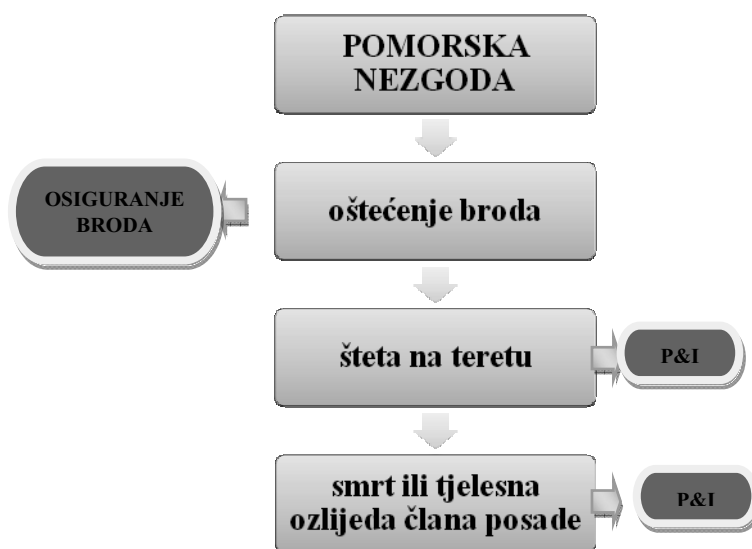 POMORSKA
NEZGODA
OSIGURANJE
BRODA
oštećenje broda
šteta na teretu
P&I
smrt ili tjelesna
ozlijeda člana posade
P&I